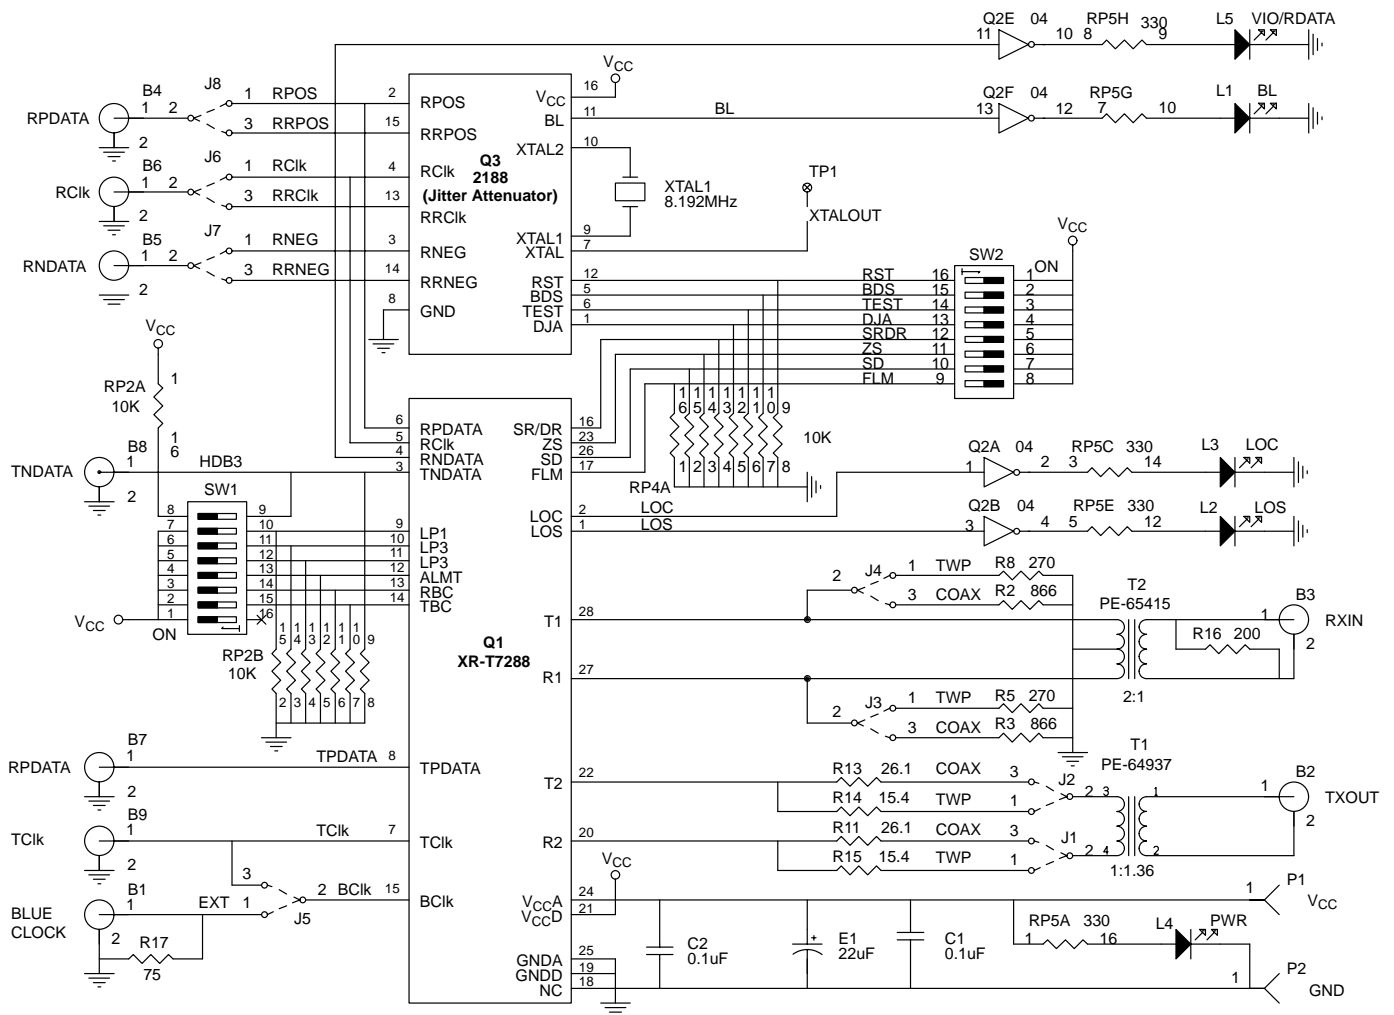 Q2E 04 RP5H 330 L5 VIO/RDATA
11 10 8 9
VCC
16
Q2F 04 RP5G L1 BL
13 12 7 10
B4 J8
RPDATA 1 2 1 RPOS 2 RPOS
3 RRPOS 15 RRPOS
2
VCC
BL 11 BL
XTAL2 10
B6 J6
RClk 1 2 1 RClk 4 RClk
3 RRClk 13 RRClk
2
Q3
2188
(Jitter Attenuator)
XTAL1
8.192MHz
TP1
XTALOUT
XTAL1 9
XTAL 7
B5 J7
RNDATA 1 2 1 RNEG 3 RNEG
3 RRNEG 14 RRNEG
2
8 GND
VCC
SW2
ON
RST 12 RST 16 1
BDS 5 BDS 15 2
TEST 6 TEST 14 3
DJA 1 DJA 13 4
SRDR 12 5
ZS 11 6
SD 10 7
FLM 9 8
VCC
RP2A
10K
1
16
16 15 14 13 12 11 10 9
1 2 3 4 5 6 7 8
10K
RP4A
6 RPDATA SR/DR 16
5 RClk ZS 23
4 RNDATA SD 26
3 TNDATA FLM 17
B8
TNDATA 1 HDB3
2
SW1
8 9
7 10
6 11
5 12
4 13
3 14
2 15
1 16
VCC
ON
9 LP1
10 LP3
11 LP3
12 ALMT
13 RBC
14 TBC
LOC 2 LOC
LOS 1 LOS
Q2A 04 RP5C 330 L3 LOC
1 2 3 14
Q2B 04 RP5E 330 L2 LOS
3 4 5 12
RP2B
10K
15 14 13 12 11 10 9
2 3 4 5 6 7 8
Q1
XR-T7288
J4
2 1 TWP R8 270
3 COAX R2 866
T1 28
R1 27
T2
PE-65415
2:1
B3
1 RXIN
2
R16 200
J3
2 1 TWP R5 270
3 COAX R3 866
B7
RPDATA 1 TPDATA 8 TPDATA
2
T2 22
R13 26.1 COAX 3
R14 15.4 TWP 1
J2
2 3
T1
PE-64937
1:1.36
1
2
B2
1 TXOUT
2
B9
TClk 1 TClk 7 TClk
2
R2 20
R11 26.1 COAX 3
R15 15.4 TWP 1
J1
2 4
3
2 BClk 15 BClk
J5
B1
BLUE
CLOCK
1 EXT 1
2
R17
75
VCC
VCCA 24
VCCD 21
GNDA 25
GNDD 19
NC 18
C2
0.1uF
+
E1
22uF
C1
0.1uF
RP5A 330
1 16
L4 PWR
1 P1
VCC
1 P2
GND